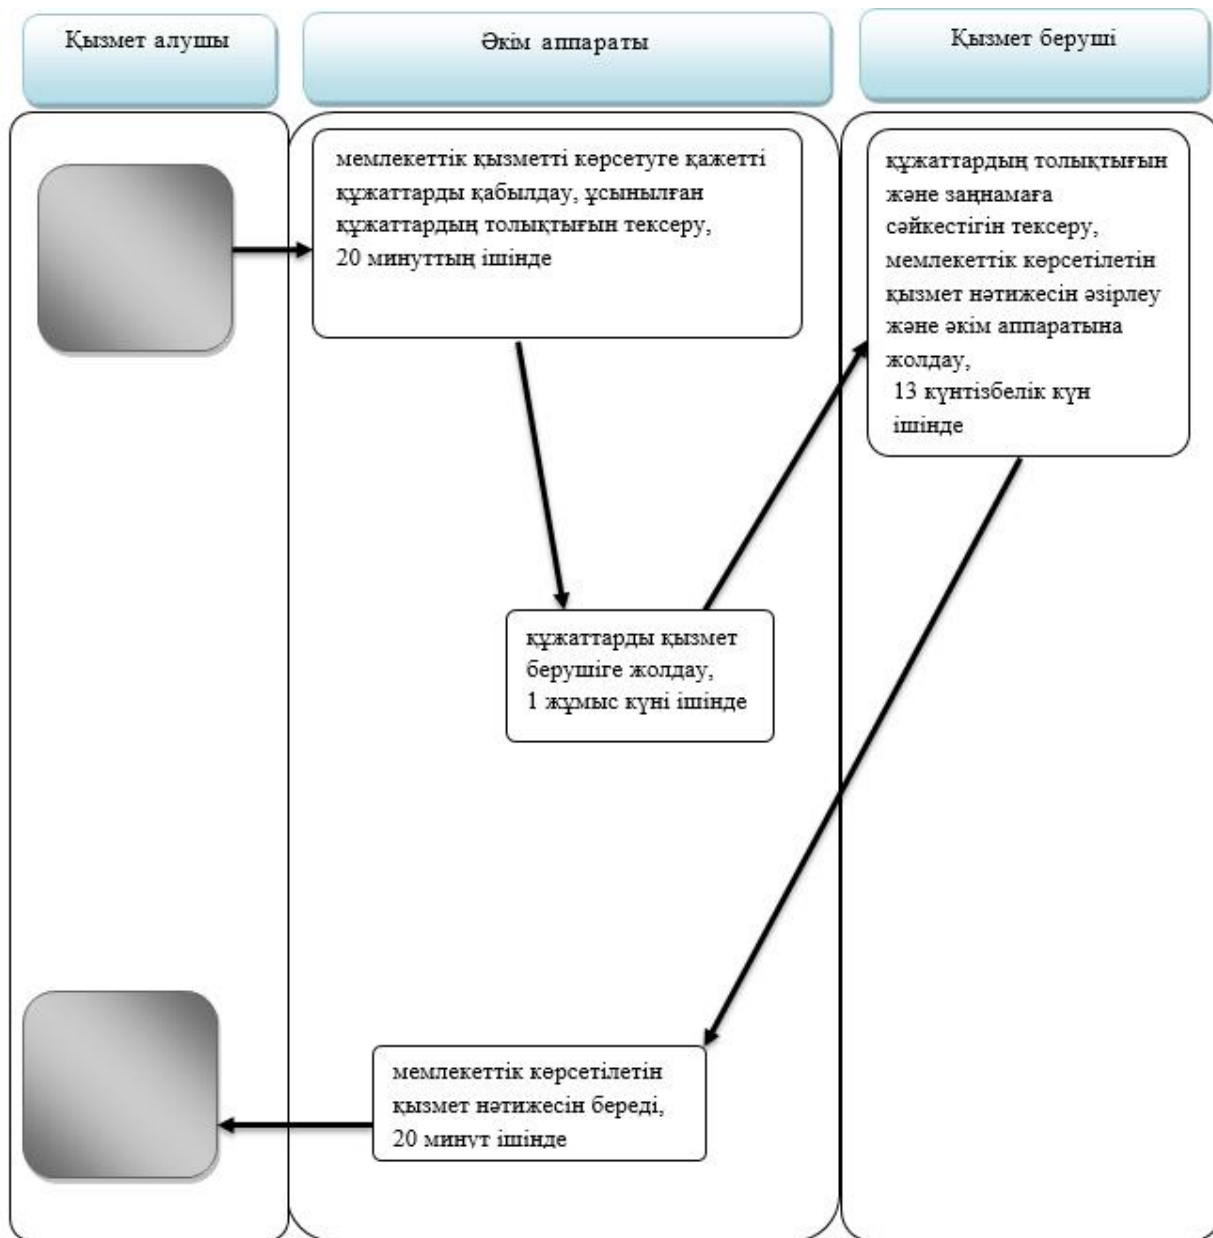 Қызмет алушы
Әкім аппараты
Қызмет беруші
мемлекеттік қызметті көрсетуге қажетті
құжаттарды қабылдау, ұсынылған
құжаттардың толықтығын тексеру,
20 минуттың ішінде
құжаттардың толықтығын
және заңнамаға
сәйкестігін тексеру,
мемлекеттік көрсетілетін
қызмет нәтижесін әзірлеу
және әкім аппаратына
жолдау,
13 күнтізбелік күн
ішінде
құжаттарды қызмет
берушіге жолдау,
1 жұмыс күні ішінде
мемлекеттік көрсетілетін
қызмет нәтижесін береді,
20 минут ішінде